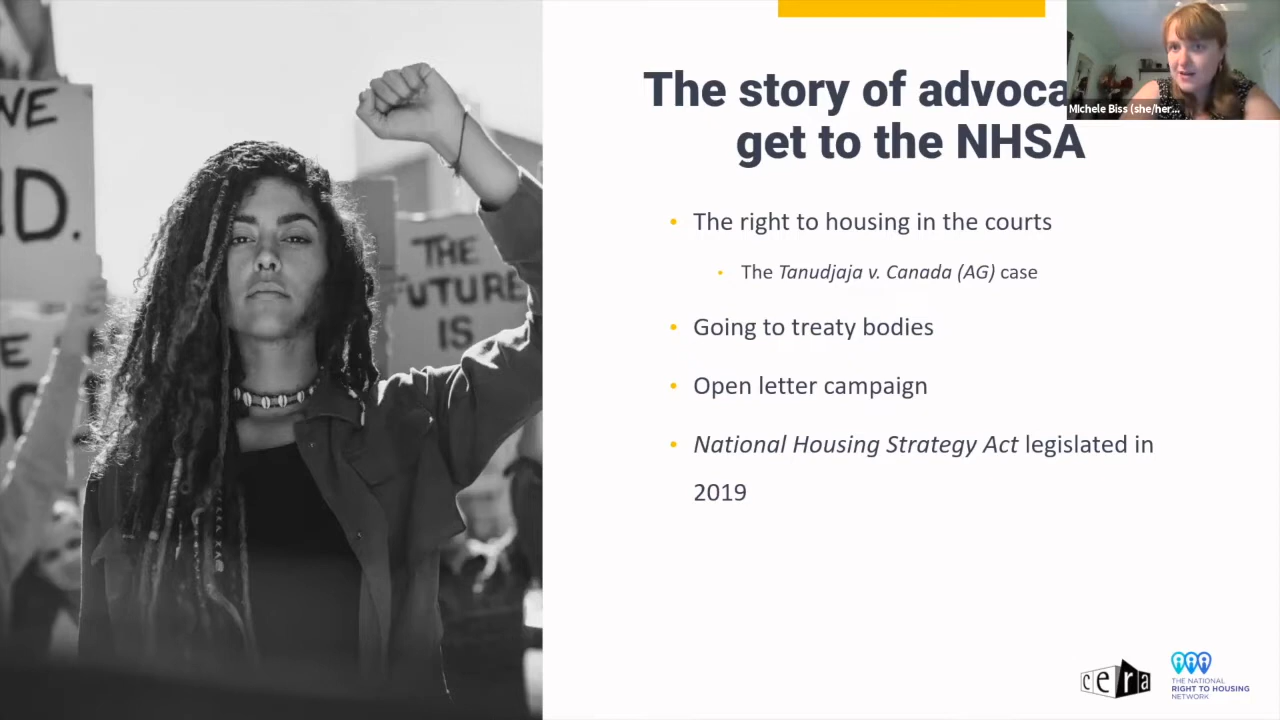 WE
ND.
THE
FUTURE
IS
The story of advoca
get to the NHSA
Michele Biss (she/her...
• The right to housing in the courts
• The Tanudjaja v. Canada (AG) case
• Going to treaty bodies
• Open letter campaign
• National Housing Strategy Act legislated in
2019
cera
THE NATIONAL
RIGHT TO HOUSING
NETWORK